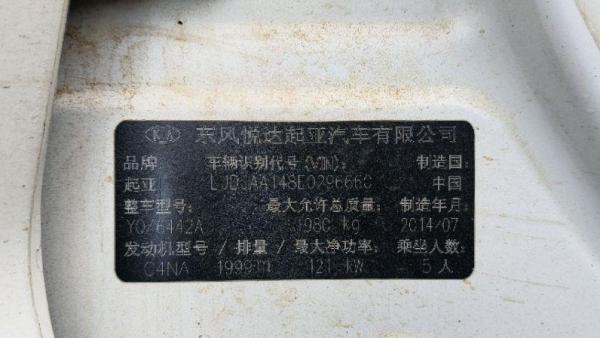 KIA 东风悦达起亚汽车有限公司
品牌: 车辆识别代号(VIN): 制造国:
起亚 中国
整车型号: 最大允许总质量: 制造年月:
YQZ6442A 1980 kg 2014/07
发动机型号/排量/最大净功率: 乘坐人数:
G4NA 1999ml 121 kW 5人